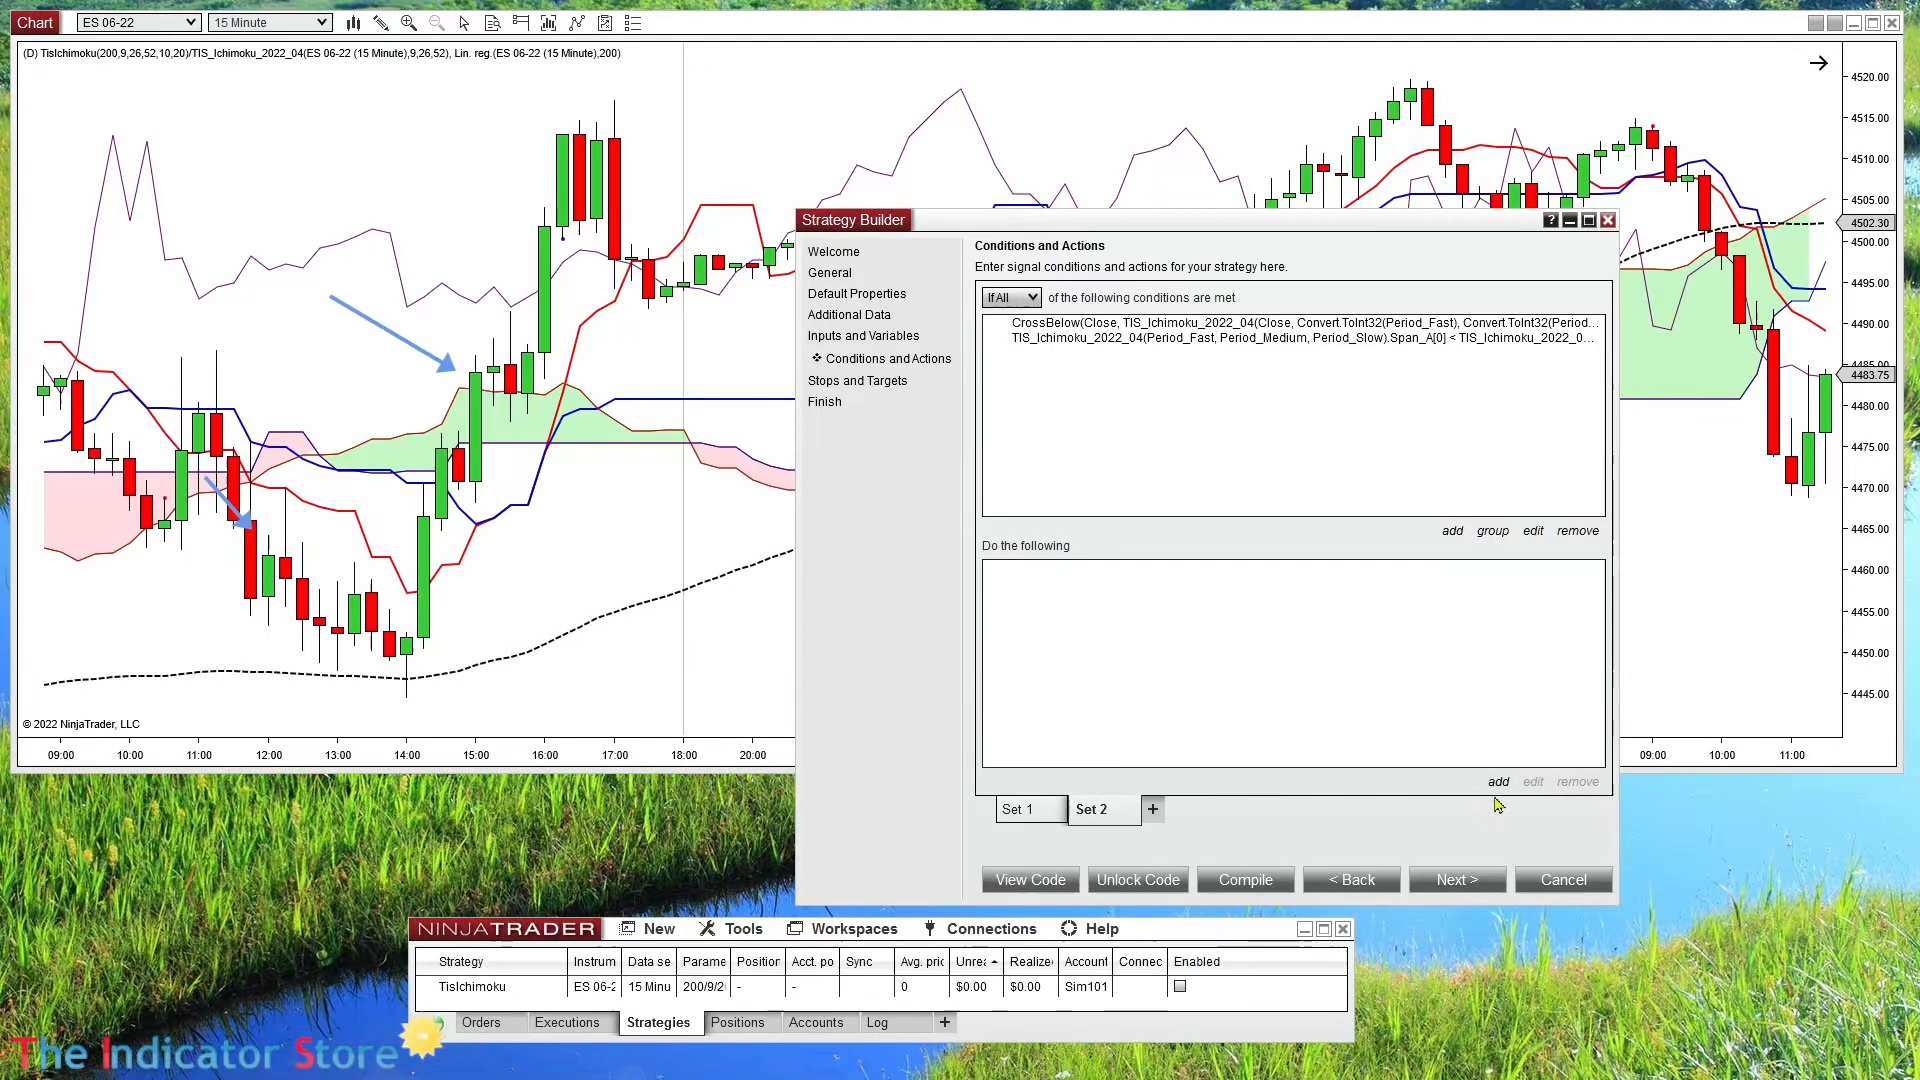 Chart
ES 06-22
15 Minute
(D) TisIchimoku(200,9,26,52,10,20)/TIS_Ichimoku_2022_04(ES 06-22 (15 Minute),9,26,52), Lin. reg.(ES 06-22 (15 Minute),200)
4520.00
4515.00
4510.00
4505.00
4502.30
4500.00
4495.00
4490.00
4485.00
4483.75
4480.00
4475.00
4470.00
4465.00
4460.00
4455.00
4450.00
4445.00
© 2022 NinjaTrader, LLC
09:00 10:00 11:00 12:00 13:00 14:00 15:00 16:00 17:00 18:00 20:00 09:00 10:00 11:00
Strategy Builder
?
Welcome
General
Default Properties
Additional Data
Inputs and Variables
Conditions and Actions
Stops and Targets
Finish
Conditions and Actions
Enter signal conditions and actions for your strategy here.
If All of the following conditions are met
CrossBelow(Close, TIS_Ichimoku_2022_04(Close, Convert.ToInt32(Period_Fast), Convert.ToInt32(Period...
TIS_Ichimoku_2022_04(Period_Fast, Period_Medium, Period_Slow).Span_A[0] < TIS_Ichimoku_2022_0...
add group edit remove
Do the following
add edit remove
Set 1 Set 2 +
View Code Unlock Code Compile < Back Next > Cancel
NINJATRADER New Tools Workspaces Connections Help
Strategy Instrum Data se Parame Position Acct. po Sync Avg. pric Unrea Realize Account Connec Enabled
TisIchimoku ES 06-2 15 Minu 200/9/2 - - 0 $0.00 $0.00 Sim101
Orders Executions Strategies Positions Accounts Log +
The Indicator Store